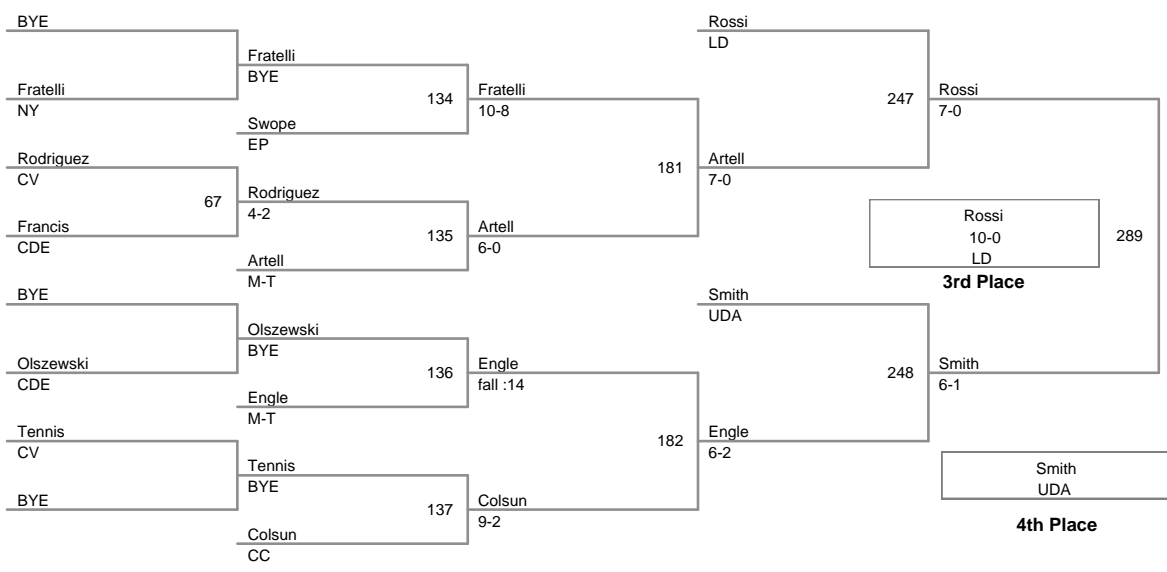 BYE
Fratelli
NY
Rodriguez
CV
67
Francis
CDE
BYE
Olszewski
CDE
Tennis
CV
BYE
Fratelli
BYE
134
Swope
EP
Rodriguez
4-2
135
Artell
M-T
Olszewski
BYE
136
Engle
M-T
Tennis
BYE
137
Colsun
CC
Fratelli
10-8
181
Artell
6-0
Engle
fall :14
182
Colsun
9-2
Rossi
LD
247
Artell
7-0
Smith
UDA
248
Engle
6-2
Rossi
7-0
289
Smith
6-1
Rossi
10-0
LD
3rd Place
Smith
UDA
4th Place